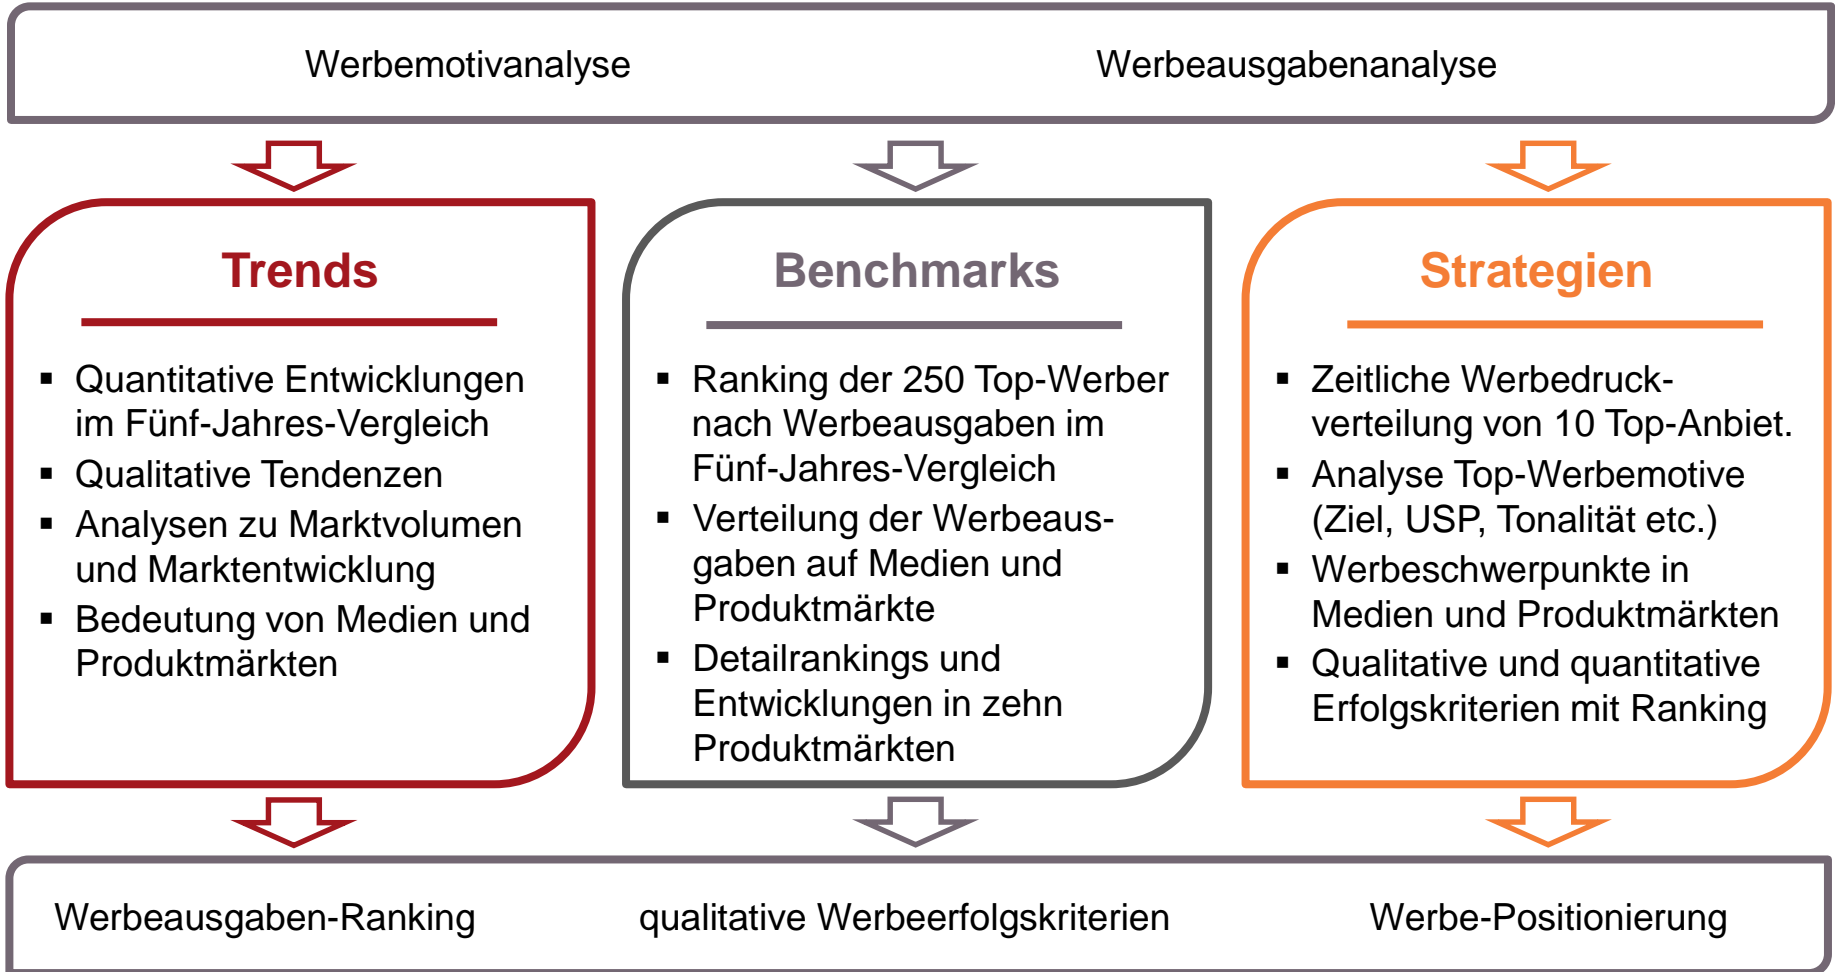 Werbemotivanalyse
Werbeausgabenanalyse
Trends
▪ Quantitative Entwicklungen
im Fünf-Jahres-Vergleich
▪ Qualitative Tendenzen
▪ Analysen zu Marktvolumen
und Marktentwicklung
▪ Bedeutung von Medien und
Produktmärkten
Benchmarks
▪ Ranking der 250 Top-Werber
nach Werbeausgaben im
Fünf-Jahres-Vergleich
▪ Verteilung der Werbeaus-
gaben auf Medien und
Produktmärkte
▪ Detailrankings und
Entwicklungen in zehn
Produktmärkten
Strategien
▪ Zeitliche Werbedruck-
verteilung von 10 Top-Anbiet.
▪ Analyse Top-Werbemotive
(Ziel, USP, Tonalität etc.)
▪ Werbeschwerpunkte in
Medien und Produktmärkten
▪ Qualitative und quantitative
Erfolgskriterien mit Ranking
Werbeausgaben-Ranking
qualitative Werbeerfolgskriterien
Werbe-Positionierung